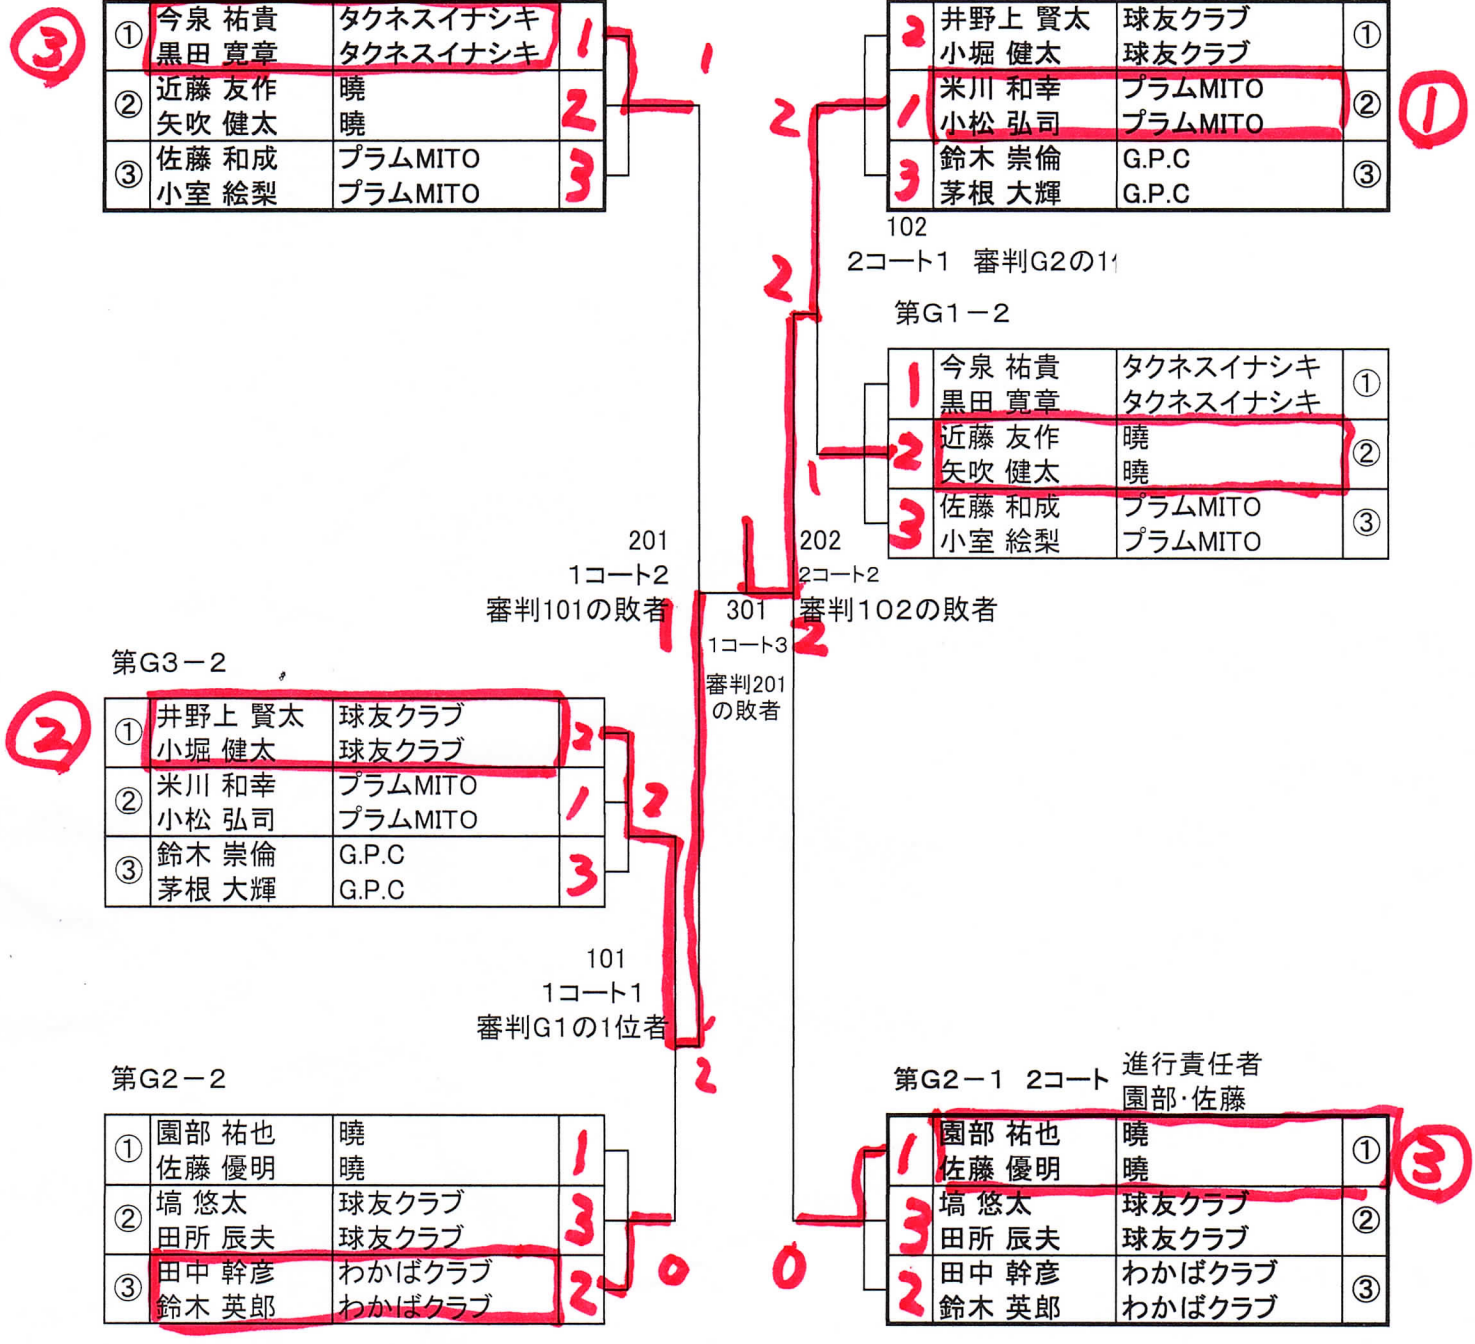 ③
① 今泉 祐貴 タクネスイナシキ 1
黒田 寛章 タクネスイナシキ
② 近藤 友作 曉 2
矢吹 健太 曉
③ 佐藤 和成 プラムMITO 3
小室 絵梨 プラムMITO
1
2 井野上 賢太 球友クラブ ①
小堀 健太 球友クラブ
1 米川 和幸 プラムMITO ②
小松 弘司 プラムMITO
3 鈴木 崇倫 G.P.C ③
茅根 大輝 G.P.C
①
2
102
2コート1 審判G2の1
2
第G1－2
1 今泉 祐貴 タクネスイナシキ ①
黒田 寛章 タクネスイナシキ
2 近藤 友作 曉 ②
矢吹 健太 曉
3 佐藤 和成 プラムMITO ③
小室 絵梨 プラムMITO
1
201
1コート2
審判101の敗者
1
202
2コート2
審判102の敗者
2
301
1コート3
審判201
の敗者
第G3－2
②
① 井野上 賢太 球友クラブ 2
小堀 健太 球友クラブ
② 米川 和幸 プラムMITO 1
小松 弘司 プラムMITO
③ 鈴木 崇倫 G.P.C 3
茅根 大輝 G.P.C
2
101
1コート1
審判G1の1位者
2
第G2－2
① 園部 祐也 曉 1
佐藤 優明 曉
② 塙 悠太 球友クラブ 3
田所 辰夫 球友クラブ
③ 田中 幹彦 わかばクラブ 2
鈴木 英郎 わかばクラブ
0
第G2－1 2コート 進行責任者
園部･佐藤
1 園部 祐也 曉 ①
佐藤 優明 曉
3 塙 悠太 球友クラブ ②
田所 辰夫 球友クラブ
2 田中 幹彦 わかばクラブ ③
鈴木 英郎 わかばクラブ
③
0